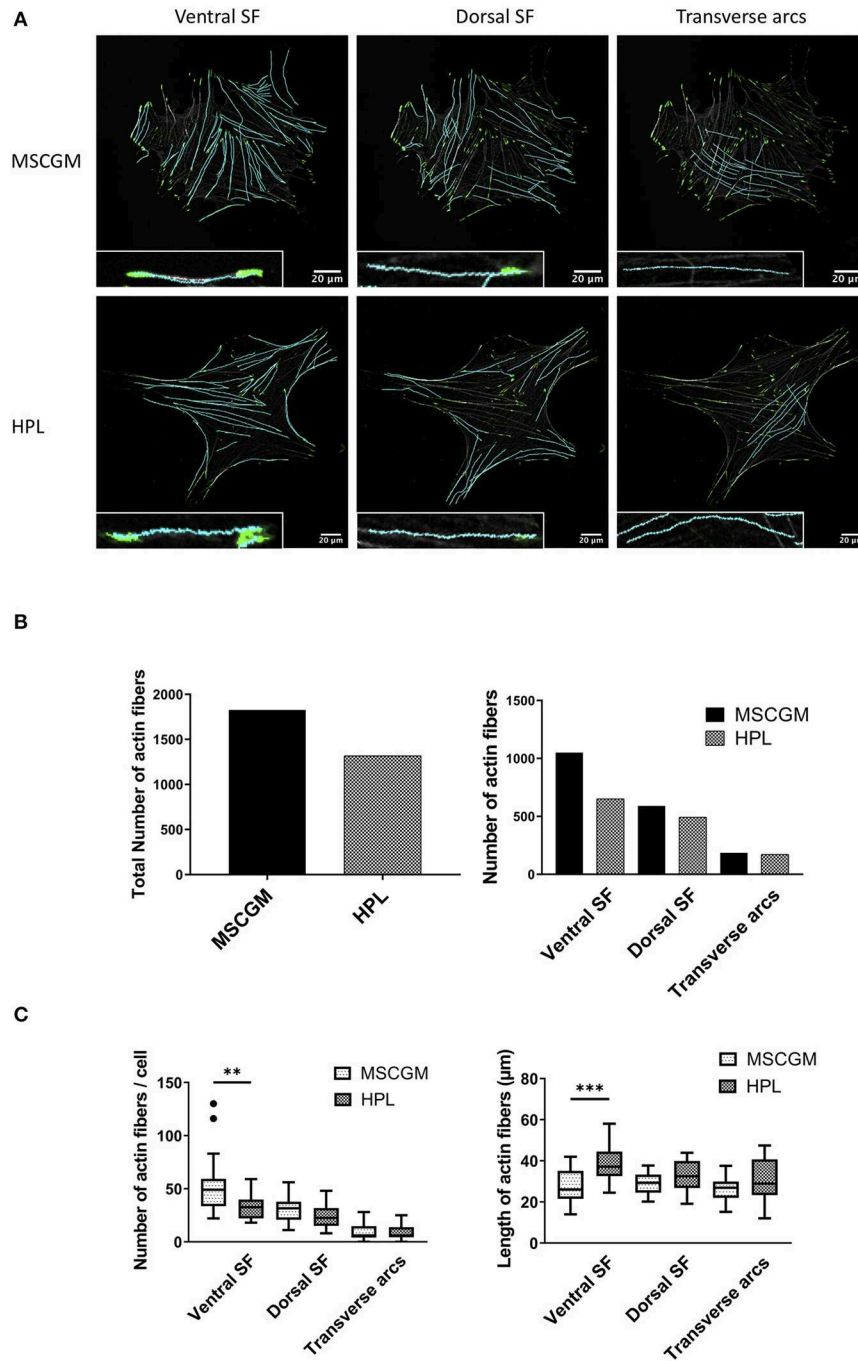 A
Ventral SF
Dorsal SF
Transverse arcs
MSCGM
20 µm
20 µm
20 µm
HPL
20 µm
20 µm
20 µm
B
Total Number of actin fibers
2000
1500
1000
500
0
MSCGM
HPL
Number of actin fibers
1500
1000
500
0
MSCGM
HPL
Ventral SF
Dorsal SF
Transverse arcs
C
Number of actin fibers / cell
150
100
50
0
**
MSCGM
HPL
Ventral SF
Dorsal SF
Transverse arcs
Length of actin fibers (µm)
80
60
40
20
0
***
MSCGM
HPL
Ventral SF
Dorsal SF
Transverse arcs